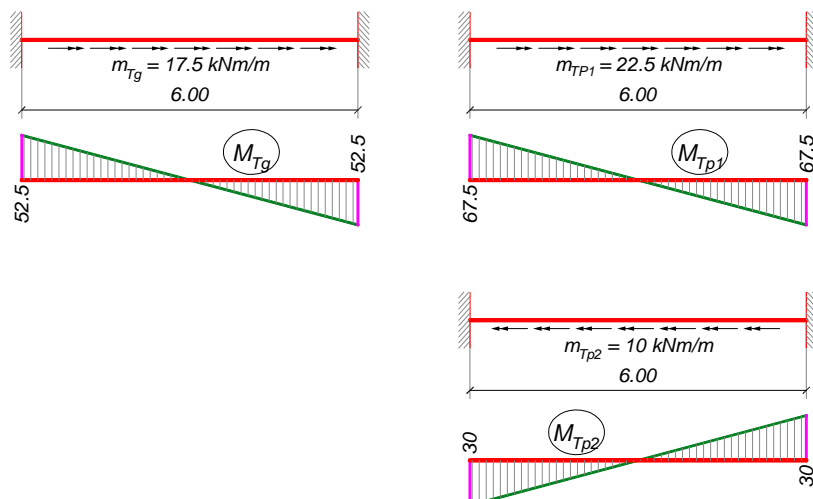 m_Tg = 17.5 kNm/m
6.00
M_Tg
52.5
52.5
m_TP1 = 22.5 kNm/m
6.00
M_Tp1
67.5
67.5
m_Tp2 = 10 kNm/m
6.00
M_Tp2
30
30